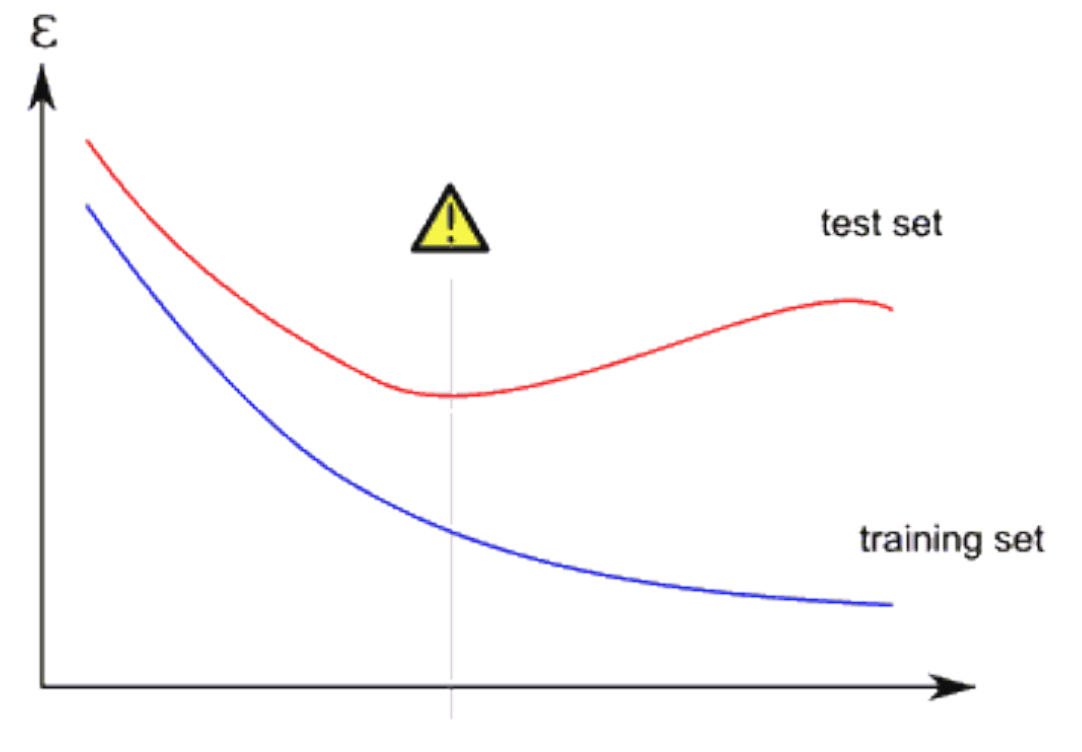 ε
!
test set
training set